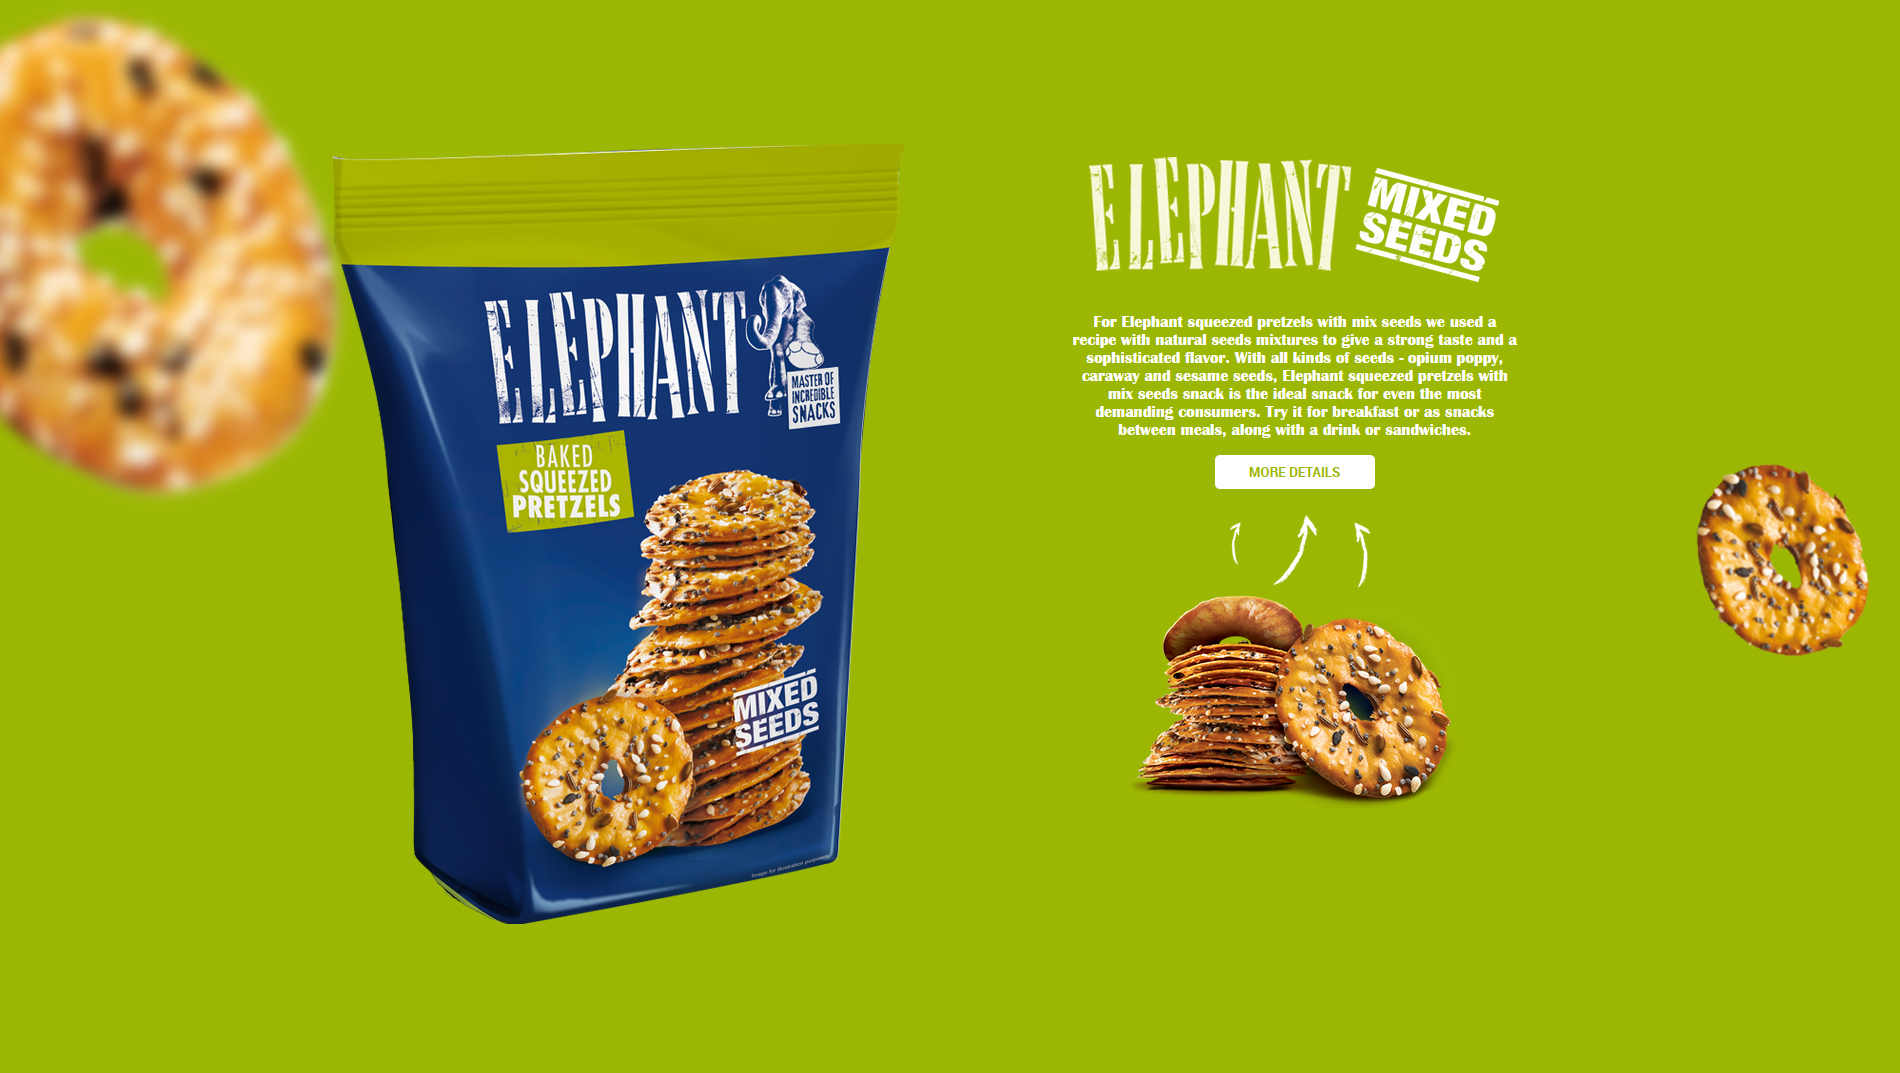 ELEPHANT
MASTER OF
INCREDIBLE
SNACKS
BAKED
SQUEEZED
PRETZELS
MIXED
SEEDS
Image for illustration purposes
ELEPHANT
MIXED
SEEDS
For Elephant squeezed pretzels with mix seeds we used a
recipe with natural seeds mixtures to give a strong taste and a
sophisticated flavor. With all kinds of seeds - opium poppy,
caraway and sesame seeds, Elephant squeezed pretzels with
mix seeds snack is the ideal snack for even the most
demanding consumers. Try it for breakfast or as snacks
between meals, along with a drink or sandwiches.
MORE DETAILS